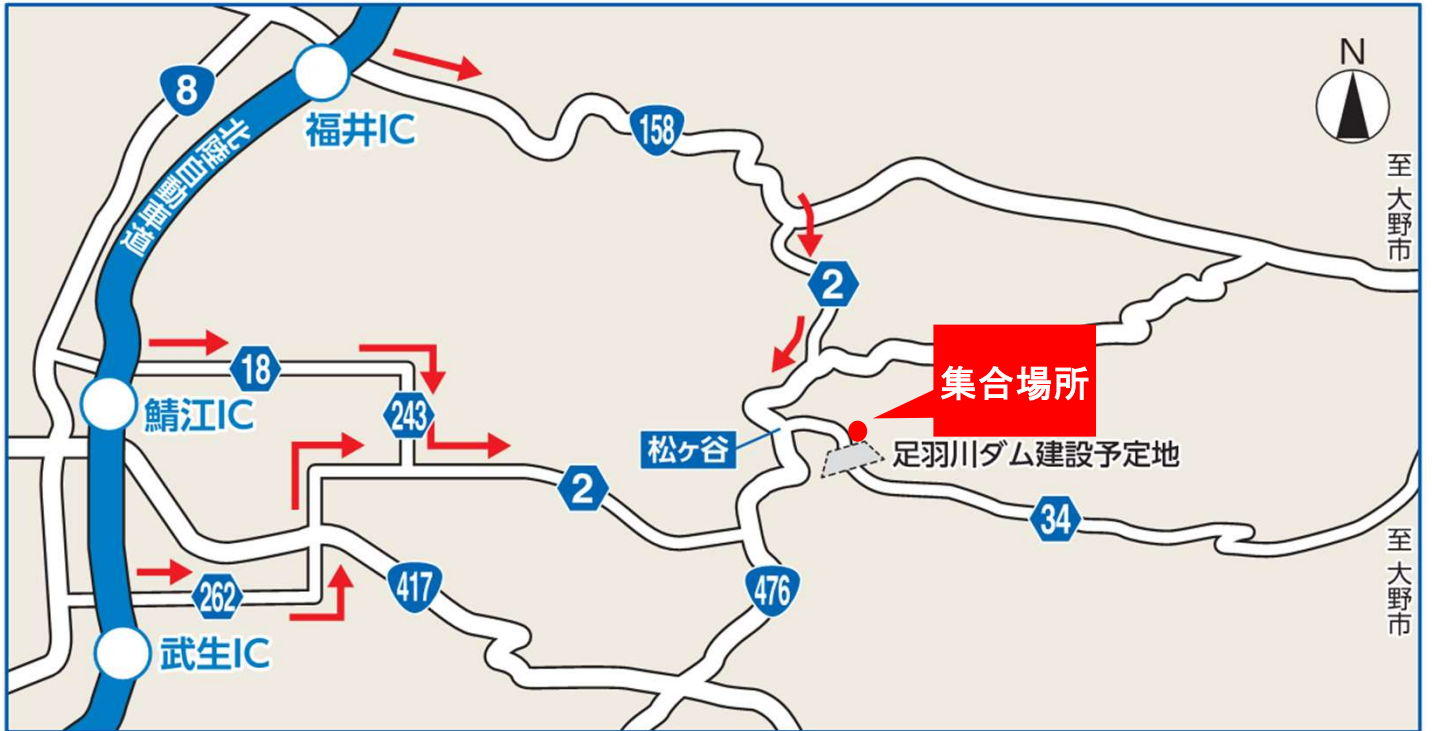 N
8
福井IC
158
北陸自動車道
至 大野市
2
集合場所
18
鯖江IC
243
松ヶ谷
足羽川ダム建設予定地
2
34
至 大野市
262
417
476
武生IC